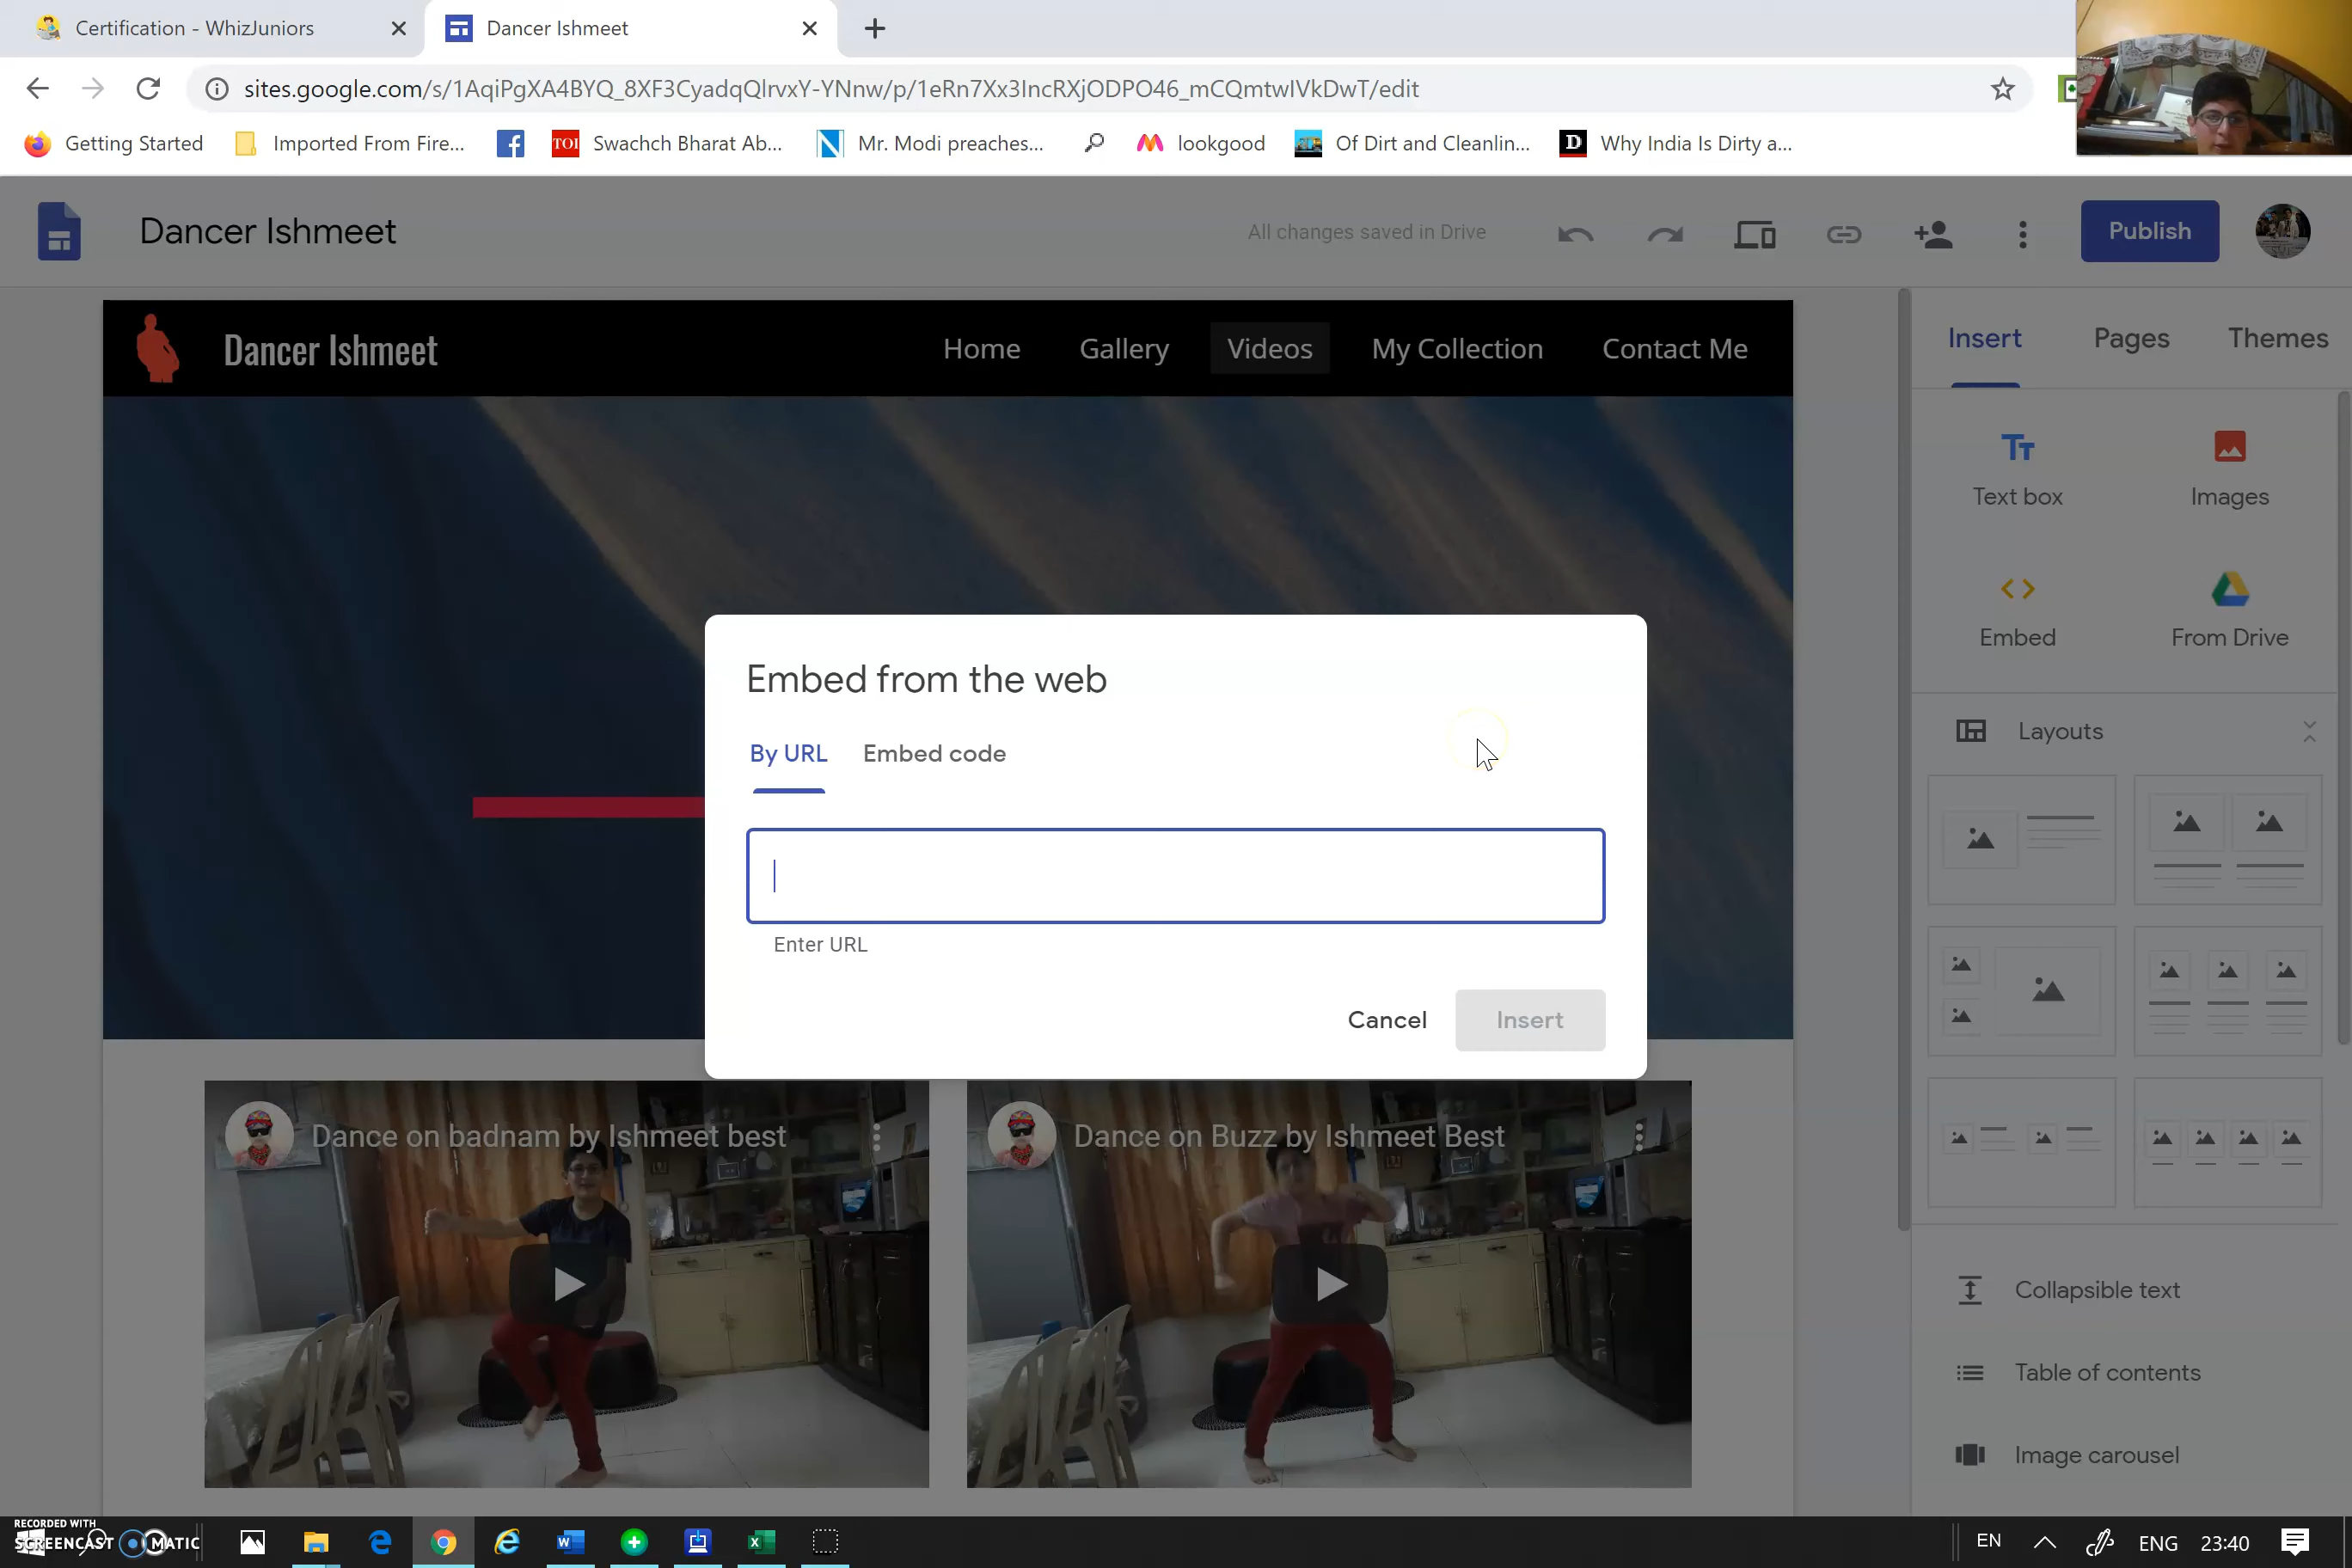 Certification - WhizJuniors
Dancer Ishmeet
sites.google.com/s/1AqiPgXA4BYQ_8XF3CyadqQlrvxY-YNnw/p/1eRn7Xx3IncRXjODPO46_mCQmtwIVkDwT/edit
Getting Started
Imported From Fire...
TOI
Swachch Bharat Ab...
Mr. Modi preaches...
lookgood
Of Dirt and Cleanlin...
D
Why India Is Dirty a...
Dancer Ishmeet
All changes saved in Drive
Publish
Dancer Ishmeet
Home
Gallery
Videos
My Collection
Contact Me
Insert
Pages
Themes
Text box
Images
Embed
From Drive
Layouts
Embed from the web
By URL
Embed code
Enter URL
Cancel
Insert
Dance on badnam by Ishmeet best
Dance on Buzz by Ishmeet Best
Collapsible text
Table of contents
Image carousel
RECORDED WITH
SCREENCAST MATIC
EN
ENG
23:40